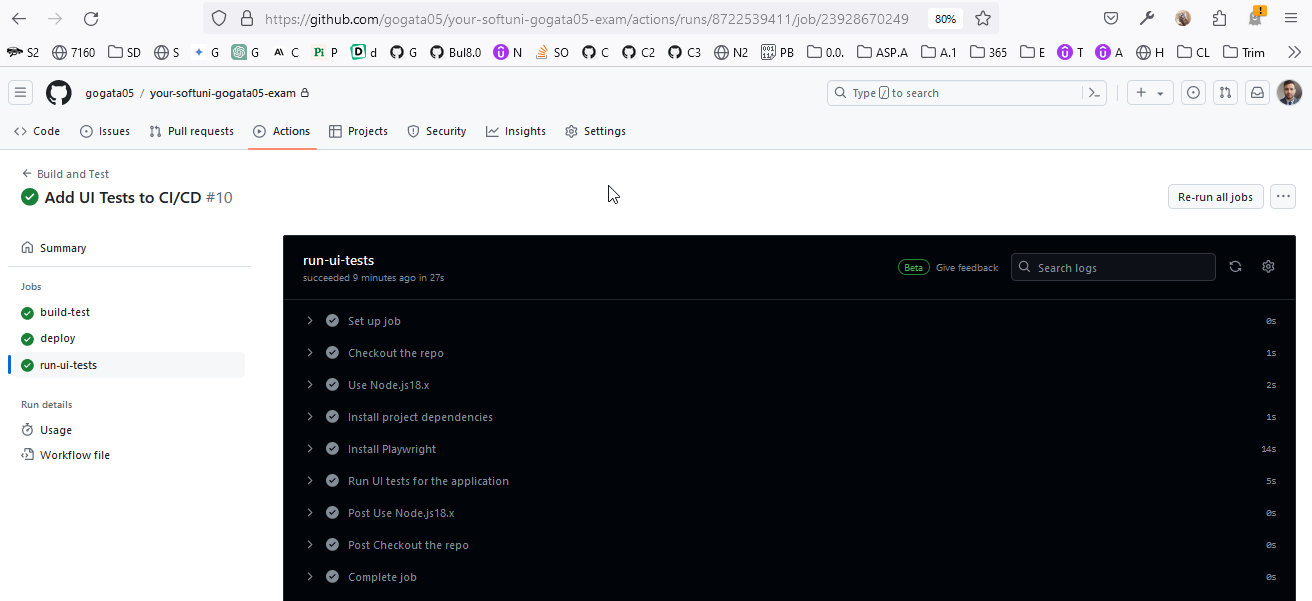 https://github.com/gogata05/your-softuni-gogata05-exam/actions/runs/8722539411/job/23928670249 80%
S2 7160 SD S G G C P d G Bul8.0 N SO C C2 C3 N2 PB 0.0. ASP.A A.1 365 E T A H CL Trim
gogata05 / your-softuni-gogata05-exam Type / to search
Code Issues Pull requests Actions Projects Security Insights Settings
Build and Test
Add UI Tests to CI/CD #10 Re-run all jobs
Summary
Jobs
build-test
deploy
run-ui-tests
Run details
Usage
Workflow file
run-ui-tests
succeeded 9 minutes ago in 27s
Beta Give feedback Search logs
Set up job 0s
Checkout the repo 1s
Use Node.js18.x 2s
Install project dependencies 1s
Install Playwright 14s
Run UI tests for the application 5s
Post Use Node.js18.x 0s
Post Checkout the repo 0s
Complete job 0s